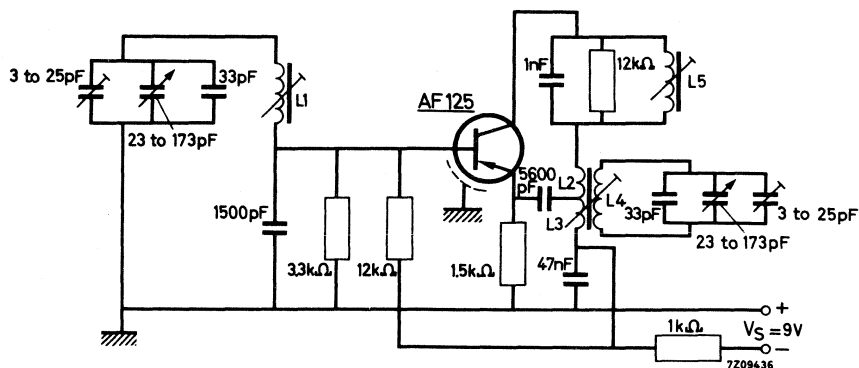 3 to 25pF
33pF
L1
23 to 173pF
1500pF
3,3kΩ
12kΩ
AF125
1nF
12kΩ
L5
5600
pF
L2
L4
L3
33pF
3 to 25pF
23 to 173pF
1.5kΩ
47nF
+
1kΩ
VS = 9V
−
7Z09436